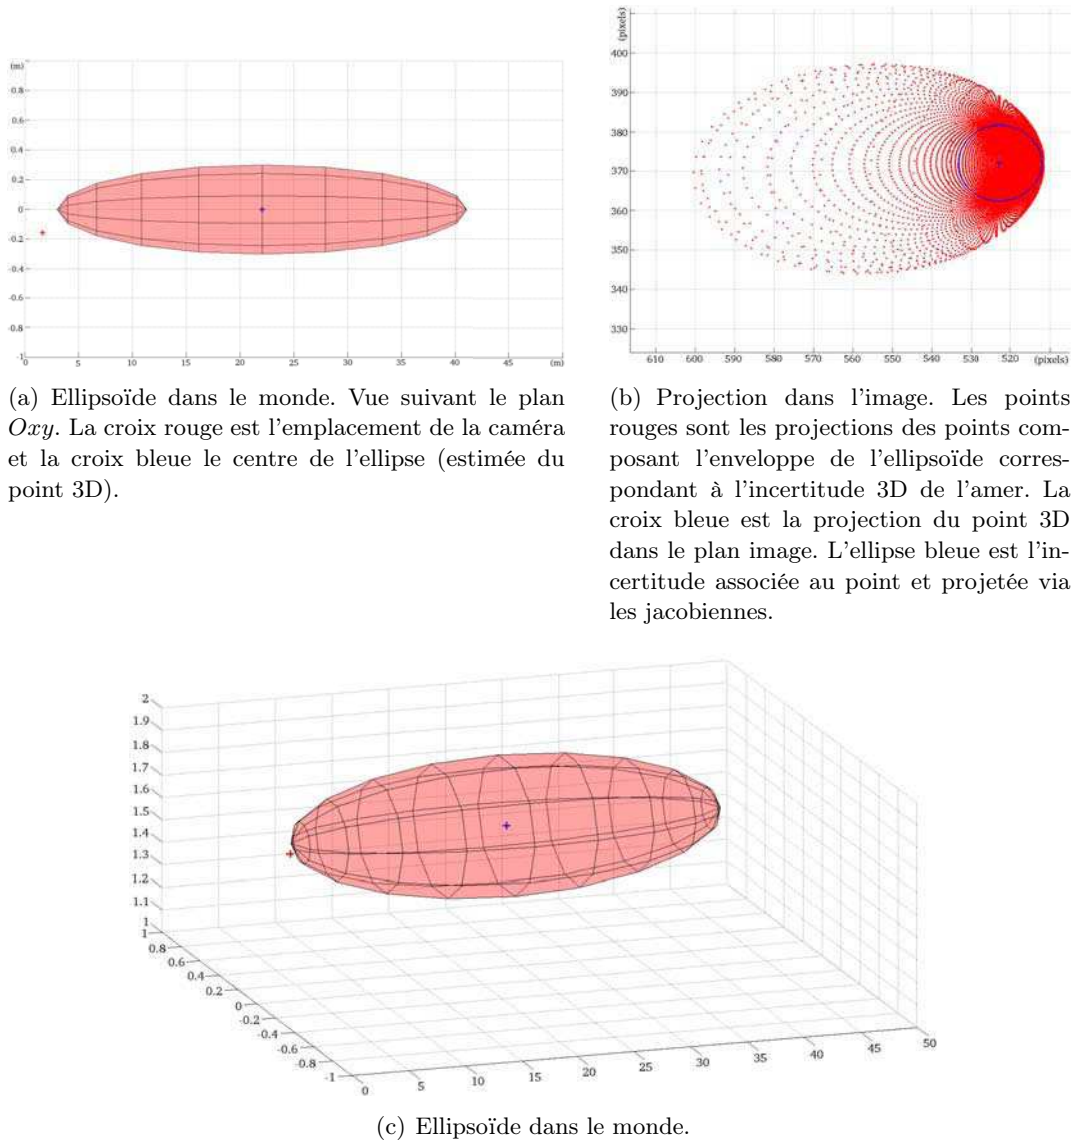 (m)
0.8
0.6
0.4
0.2
0
-0.2
-0.4
-0.6
-0.8
-1
0 5 10 15 20 25 30 35 40 45 (m)
(pixels)
400
390
380
370
360
350
340
330
610 600 590 580 570 560 550 540 530 520 (pixels)
(a) Ellipsoïde dans le monde. Vue suivant le plan
Oxy. La croix rouge est l'emplacement de la caméra
et la croix bleue le centre de l'ellipse (estimée du
point 3D).
(b) Projection dans l'image. Les points
rouges sont les projections des points com-
posant l'enveloppe de l'ellipsoïde corres-
pondant à l'incertitude 3D de l'amer. La
croix bleue est la projection du point 3D
dans le plan image. L'ellipse bleue est l'in-
certitude associée au point et projetée via
les jacobiennes.
2
1.9
1.8
1.7
1.6
1.5
1.4
1.3
1.2
1.1
1
1
0.8
0.6
0.4
0.2
0
-0.2
-0.4
-0.6
-0.8
-1
0 5 10 15 20 25 30 35 40 45 50
(c) Ellipsoïde dans le monde.